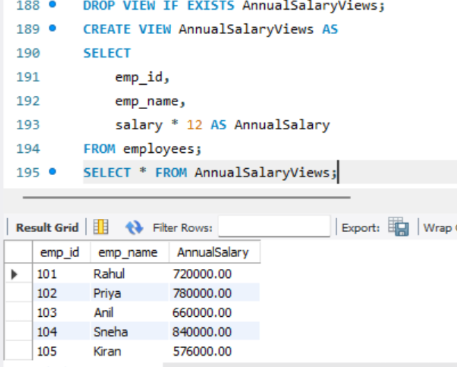 188 DROP VIEW IF EXISTS AnnualSalaryViews;
189 CREATE VIEW AnnualSalaryViews AS
190 SELECT
191 emp_id,
192 emp_name,
193 salary * 12 AS AnnualSalary
194 FROM employees;
195 SELECT * FROM AnnualSalaryViews;
Result Grid Filter Rows: Export: Wrap
emp_id emp_name AnnualSalary
101 Rahul 720000.00
102 Priya 780000.00
103 Anil 660000.00
104 Sneha 840000.00
105 Kiran 576000.00